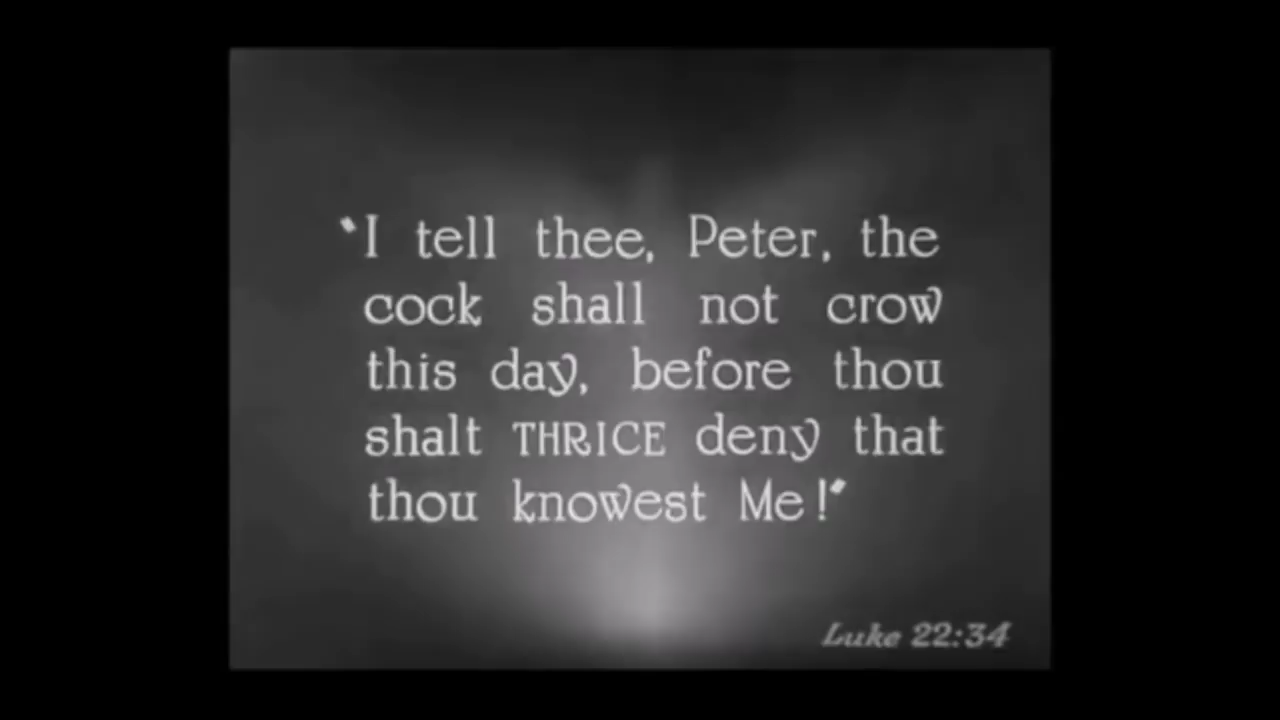 "I tell thee, Peter, the
cock shall not crow
this day, before thou
shalt THRICE deny that
thou knowest Me!"
Luke 22:34